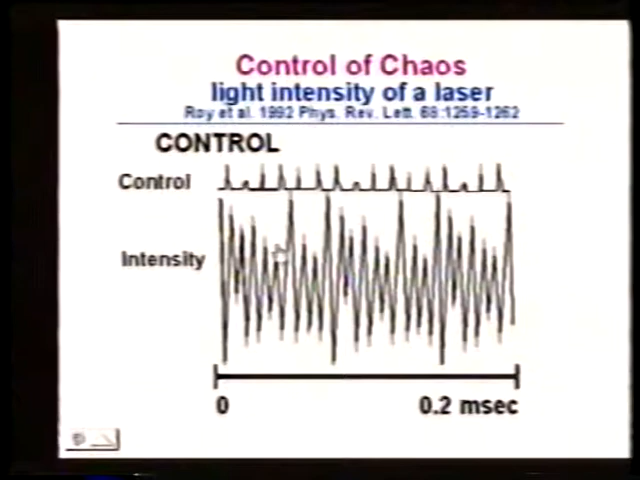 Control of Chaos
light intensity of a laser
Roy et al. 1992 Phys. Rev. Lett. 68:1259-1262
CONTROL
Control
Intensity
0 0.2 msec